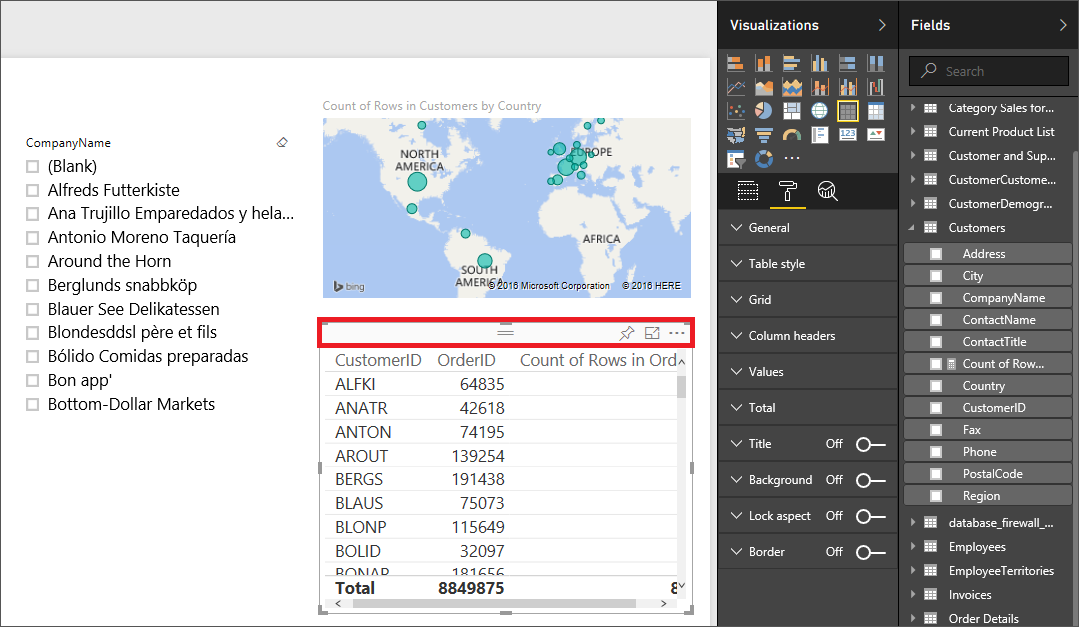 CompanyName
(Blank)
Alfreds Futterkiste
Ana Trujillo Emparedados y hela...
Antonio Moreno Taquería
Around the Horn
Berglunds snabbköp
Blauer See Delikatessen
Blondesddsl père et fils
Bólido Comidas preparadas
Bon app'
Bottom-Dollar Markets
Count of Rows in Customers by Country
NORTH
AMERICA
EUROPE
AFRICA
SOUTH
AMERICA
bing
© 2016 Microsoft Corporation © 2016 HERE
CustomerID OrderID Count of Rows in Ord
ALFKI 64835
ANATR 42618
ANTON 74195
AROUT 139254
BERGS 191438
BLAUS 75073
BLONP 115649
BOLID 32097
BONAP 181656
Total 8849875 8
Visualizations
123
General
Table style
Grid
Column headers
Values
Total
Title Off
Background Off
Lock aspect Off
Border Off
Fields
Search
Category Sales for...
Current Product List
Customer and Sup...
CustomerCustome...
CustomerDemogr...
Customers
Address
City
CompanyName
ContactName
ContactTitle
Count of Row...
Country
CustomerID
Fax
Phone
PostalCode
Region
database_firewall_...
Employees
EmployeeTerritories
Invoices
Order Details